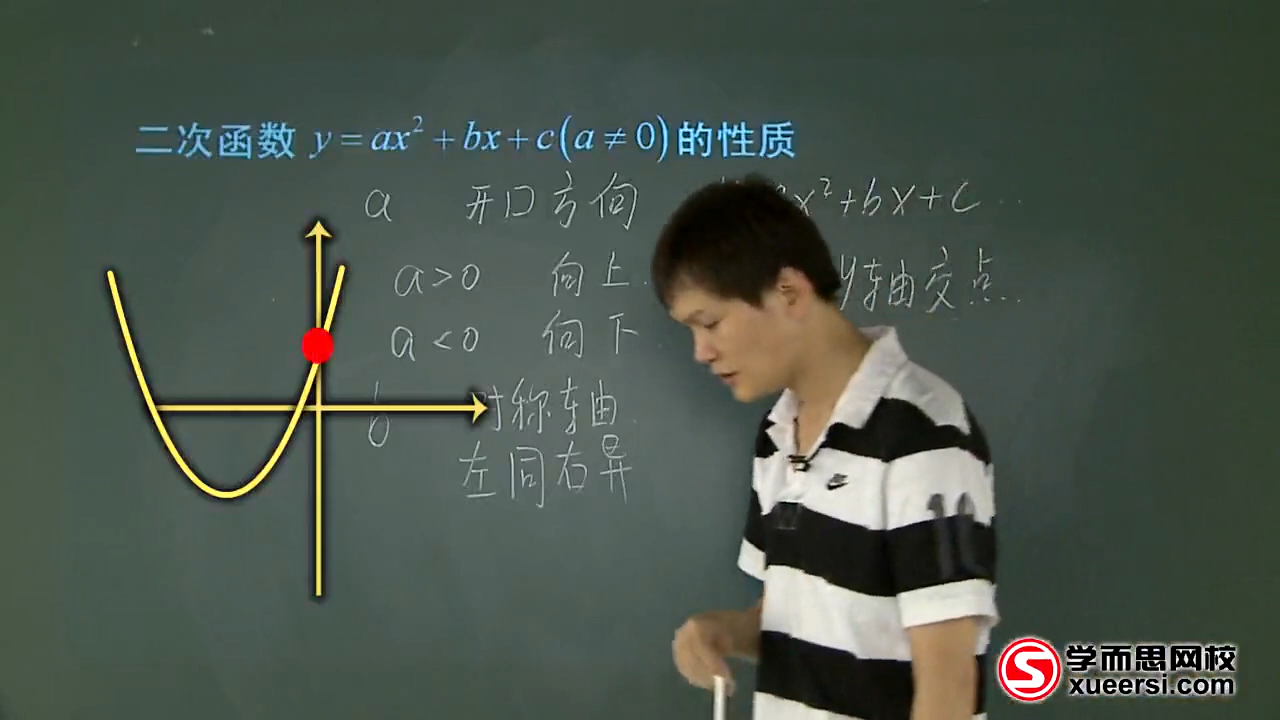 二次函数 y=ax²+bx+c(a≠0)的性质
a 开口方向
x²+bx+c ..
a>0 向上.
y轴交点..
a<0 向下.
b 对称轴.
左同右异
学而思网校
xueersi.com